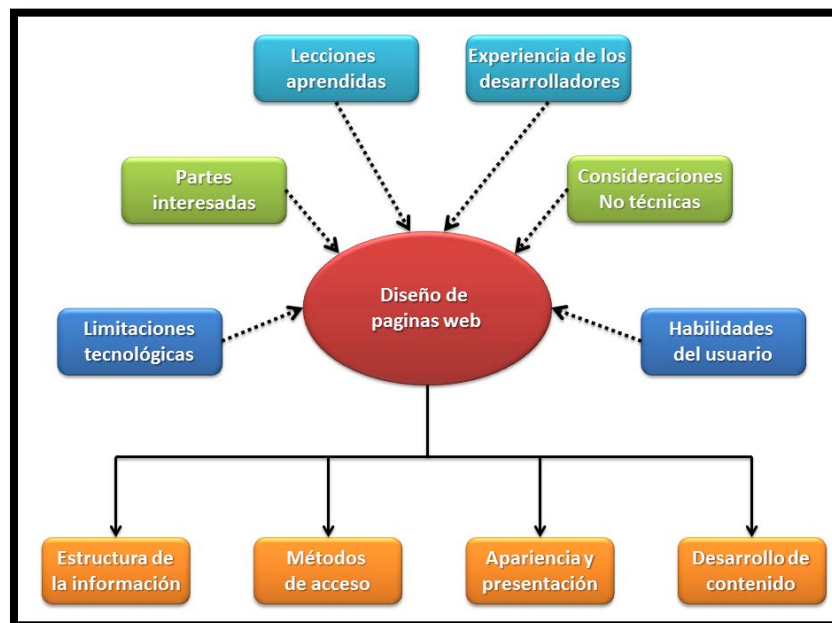 Lecciones
aprendidas
Experiencia de los
desarrolladores
Partes
interesadas
Consideraciones
No técnicas
Diseño de
paginas web
Limitaciones
tecnológicas
Habilidades
del usuario
Estructura de
la información
Métodos
de acceso
Apariencia y
presentación
Desarrollo de
contenido